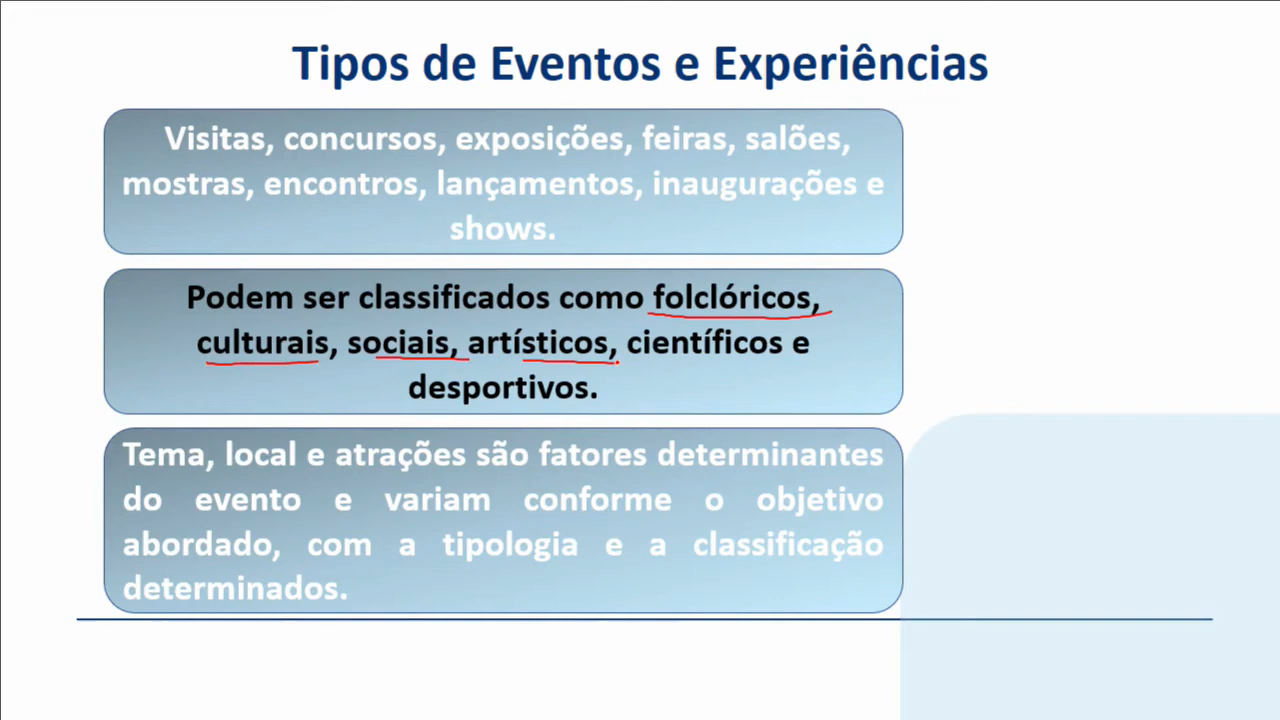 Tipos de Eventos e Experiências
Visitas, concursos, exposições, feiras, salões,
mostras, encontros, lançamentos, inaugurações e
shows.
Podem ser classificados como folclóricos,
culturais, sociais, artísticos, científicos e
desportivos.
Tema, local e atrações são fatores determinantes
do evento e variam conforme o objetivo
abordado, com a tipologia e a classificação
determinados.